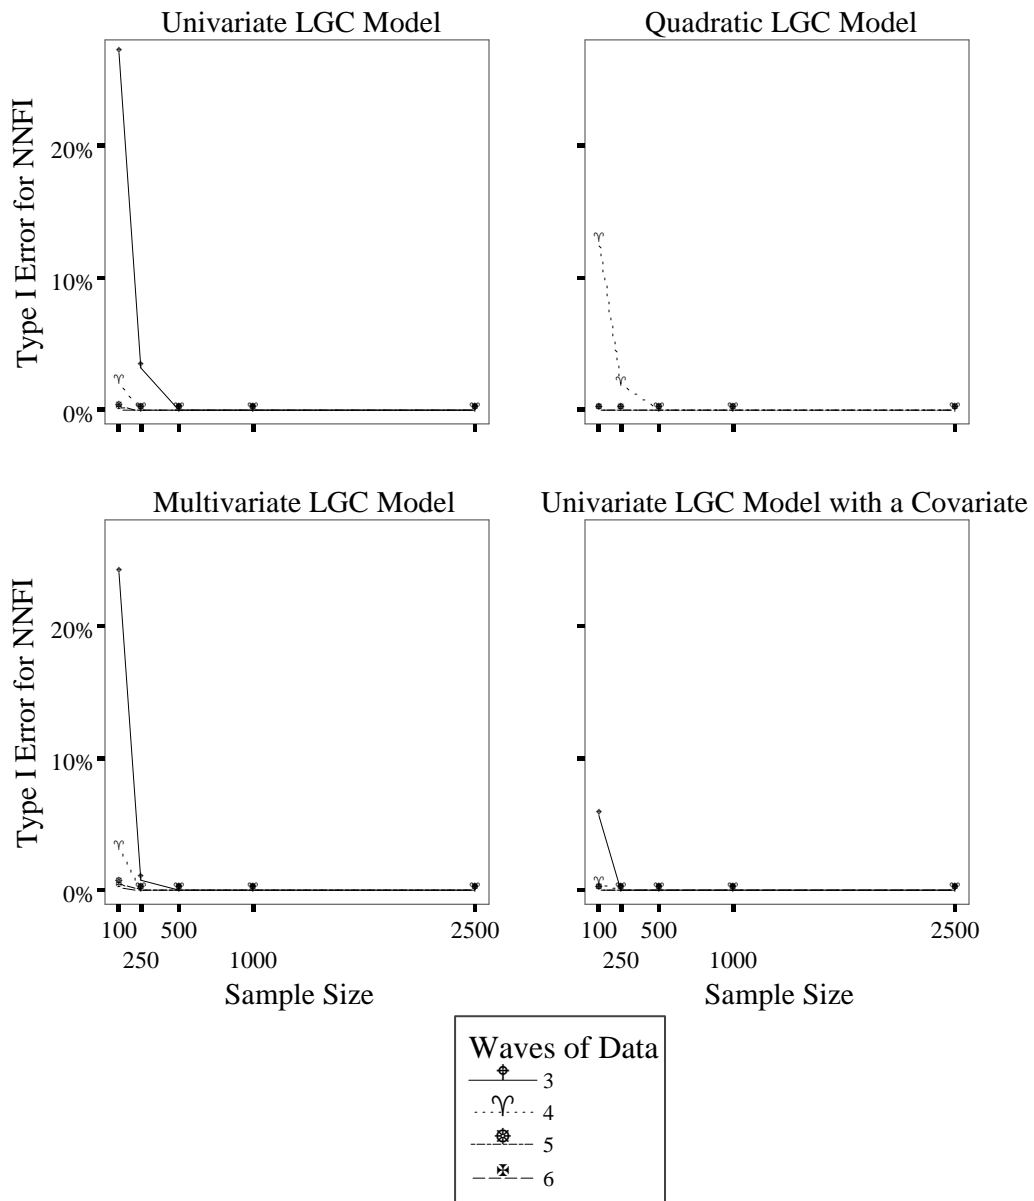 Univariate LGC Model
Quadratic LGC Model
Type I Error for NNFI
20%
10%
0%
Multivariate LGC Model
Univariate LGC Model with a Covariate
Type I Error for NNFI
20%
10%
0%
100 500 2500
250 1000
Sample Size
100 500 2500
250 1000
Sample Size
Waves of Data
3
4
5
6